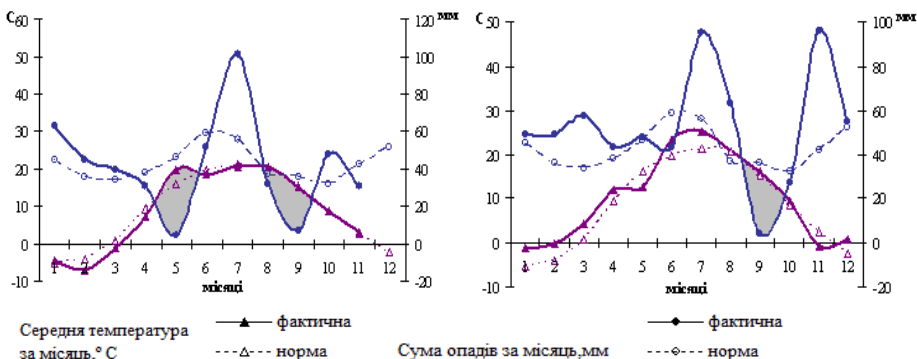 С
60
50
40
30
20
10
0
-10
мм
120
100
80
60
40
20
0
-20
1 2 3 4 5 6 7 8 9 10 11 12
місяці
С
50
40
30
20
10
0
-10
мм
100
80
60
40
20
0
-20
1 2 3 4 5 6 7 8 9 10 11 12
місяці
Середня температура
за місяць,° С
фактична
норма
Сума опадів за місяць,мм
фактична
норма